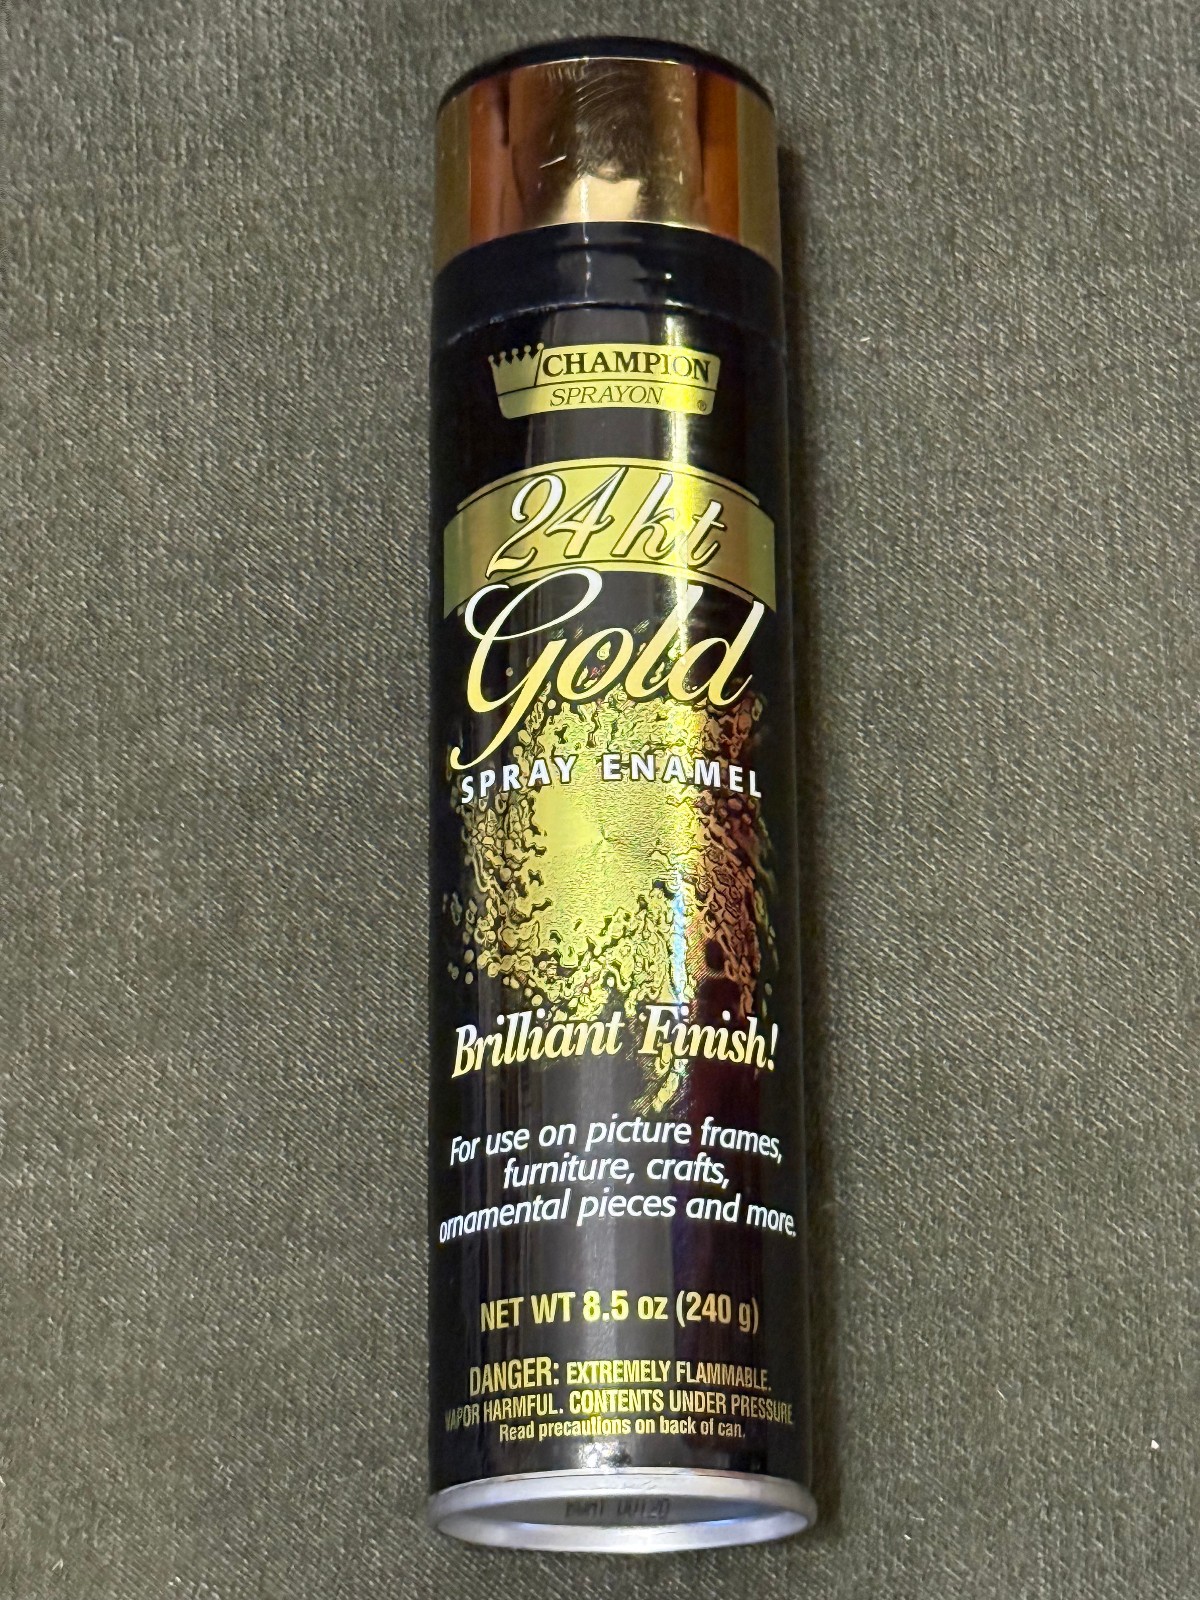 CHAMPION
SPRAYON ®
24kt
Gold
SPRAY ENAMEL
Brilliant Finish!
For use on picture frames,
furniture, crafts,
ornamental pieces and more.
NET WT 8.5 oz (240 g)
DANGER: EXTREMELY FLAMMABLE.
VAPOR HARMFUL. CONTENTS UNDER PRESSURE.
Read precautions on back of can.